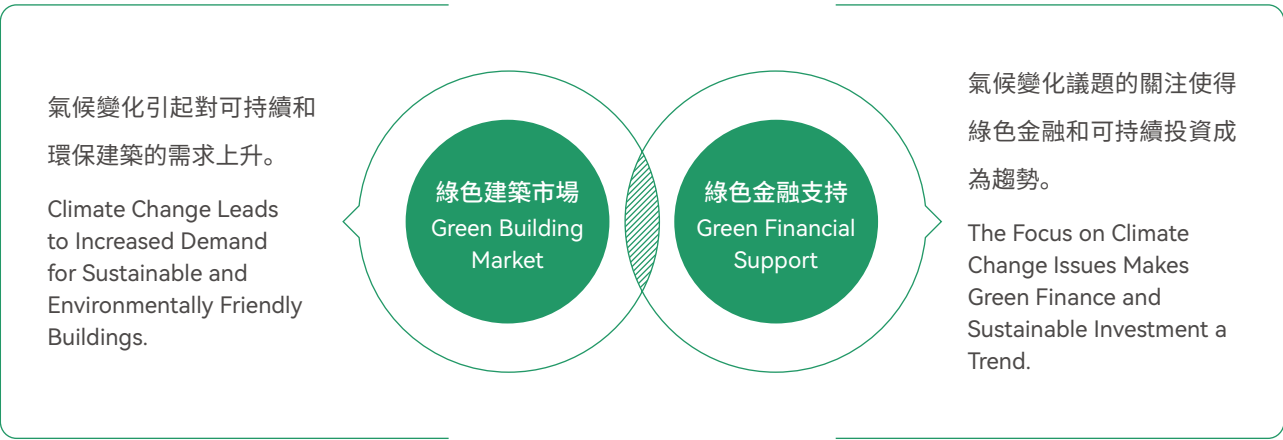 氣候變化引起對可持續和
環保建築的需求上升。
Climate Change Leads
to Increased Demand
for Sustainable and
Environmentally Friendly
Buildings.
綠色建築市場
Green Building
Market
綠色金融支持
Green Financial
Support
氣候變化議題的關注使得
綠色金融和可持續投資成
為趨勢。
The Focus on Climate
Change Issues Makes
Green Finance and
Sustainable Investment a
Trend.